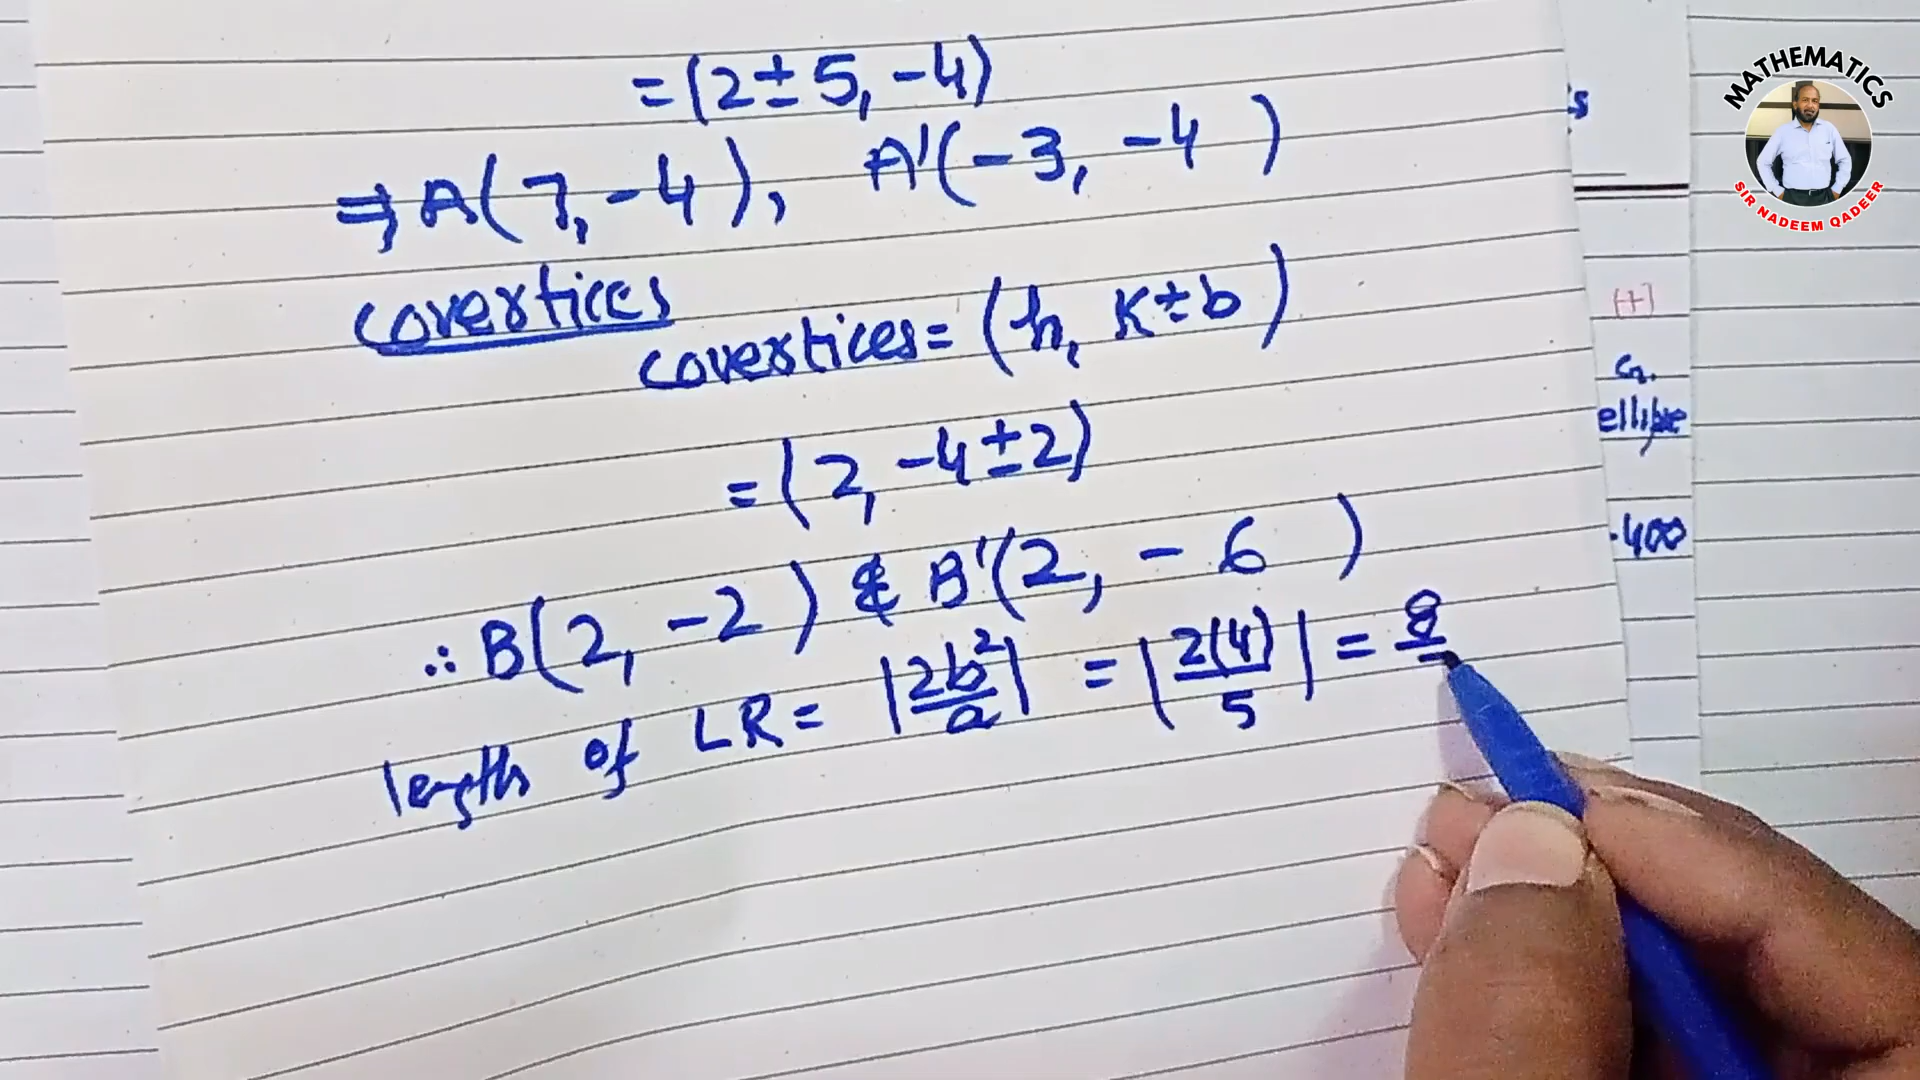 = (2 ± 5, -4)
⇒ A(7, -4), A'(-3, -4)
covertices
covertices = (h, k ± b)
= (2, -4 ± 2)
∴ B(2, -2) & B'(2, -6)
length of LR = |2b²/a| = |2(4)/5| = 8
MATHEMATICS
SIR NADEEM QADEER
s
(+)
ellipse
-400